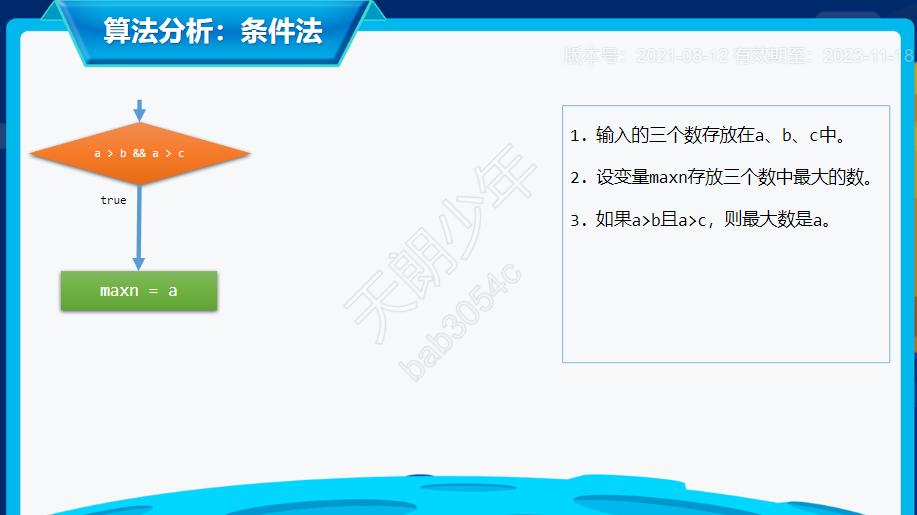 算法分析：条件法
版本号：2021-08-12 有效期至：2023-11-18
a > b && a > c
true
maxn = a
1. 输入的三个数存放在a、b、c中。
2. 设变量maxn存放三个数中最大的数。
3. 如果a>b且a>c，则最大数是a。
天朗少年
bab3054c